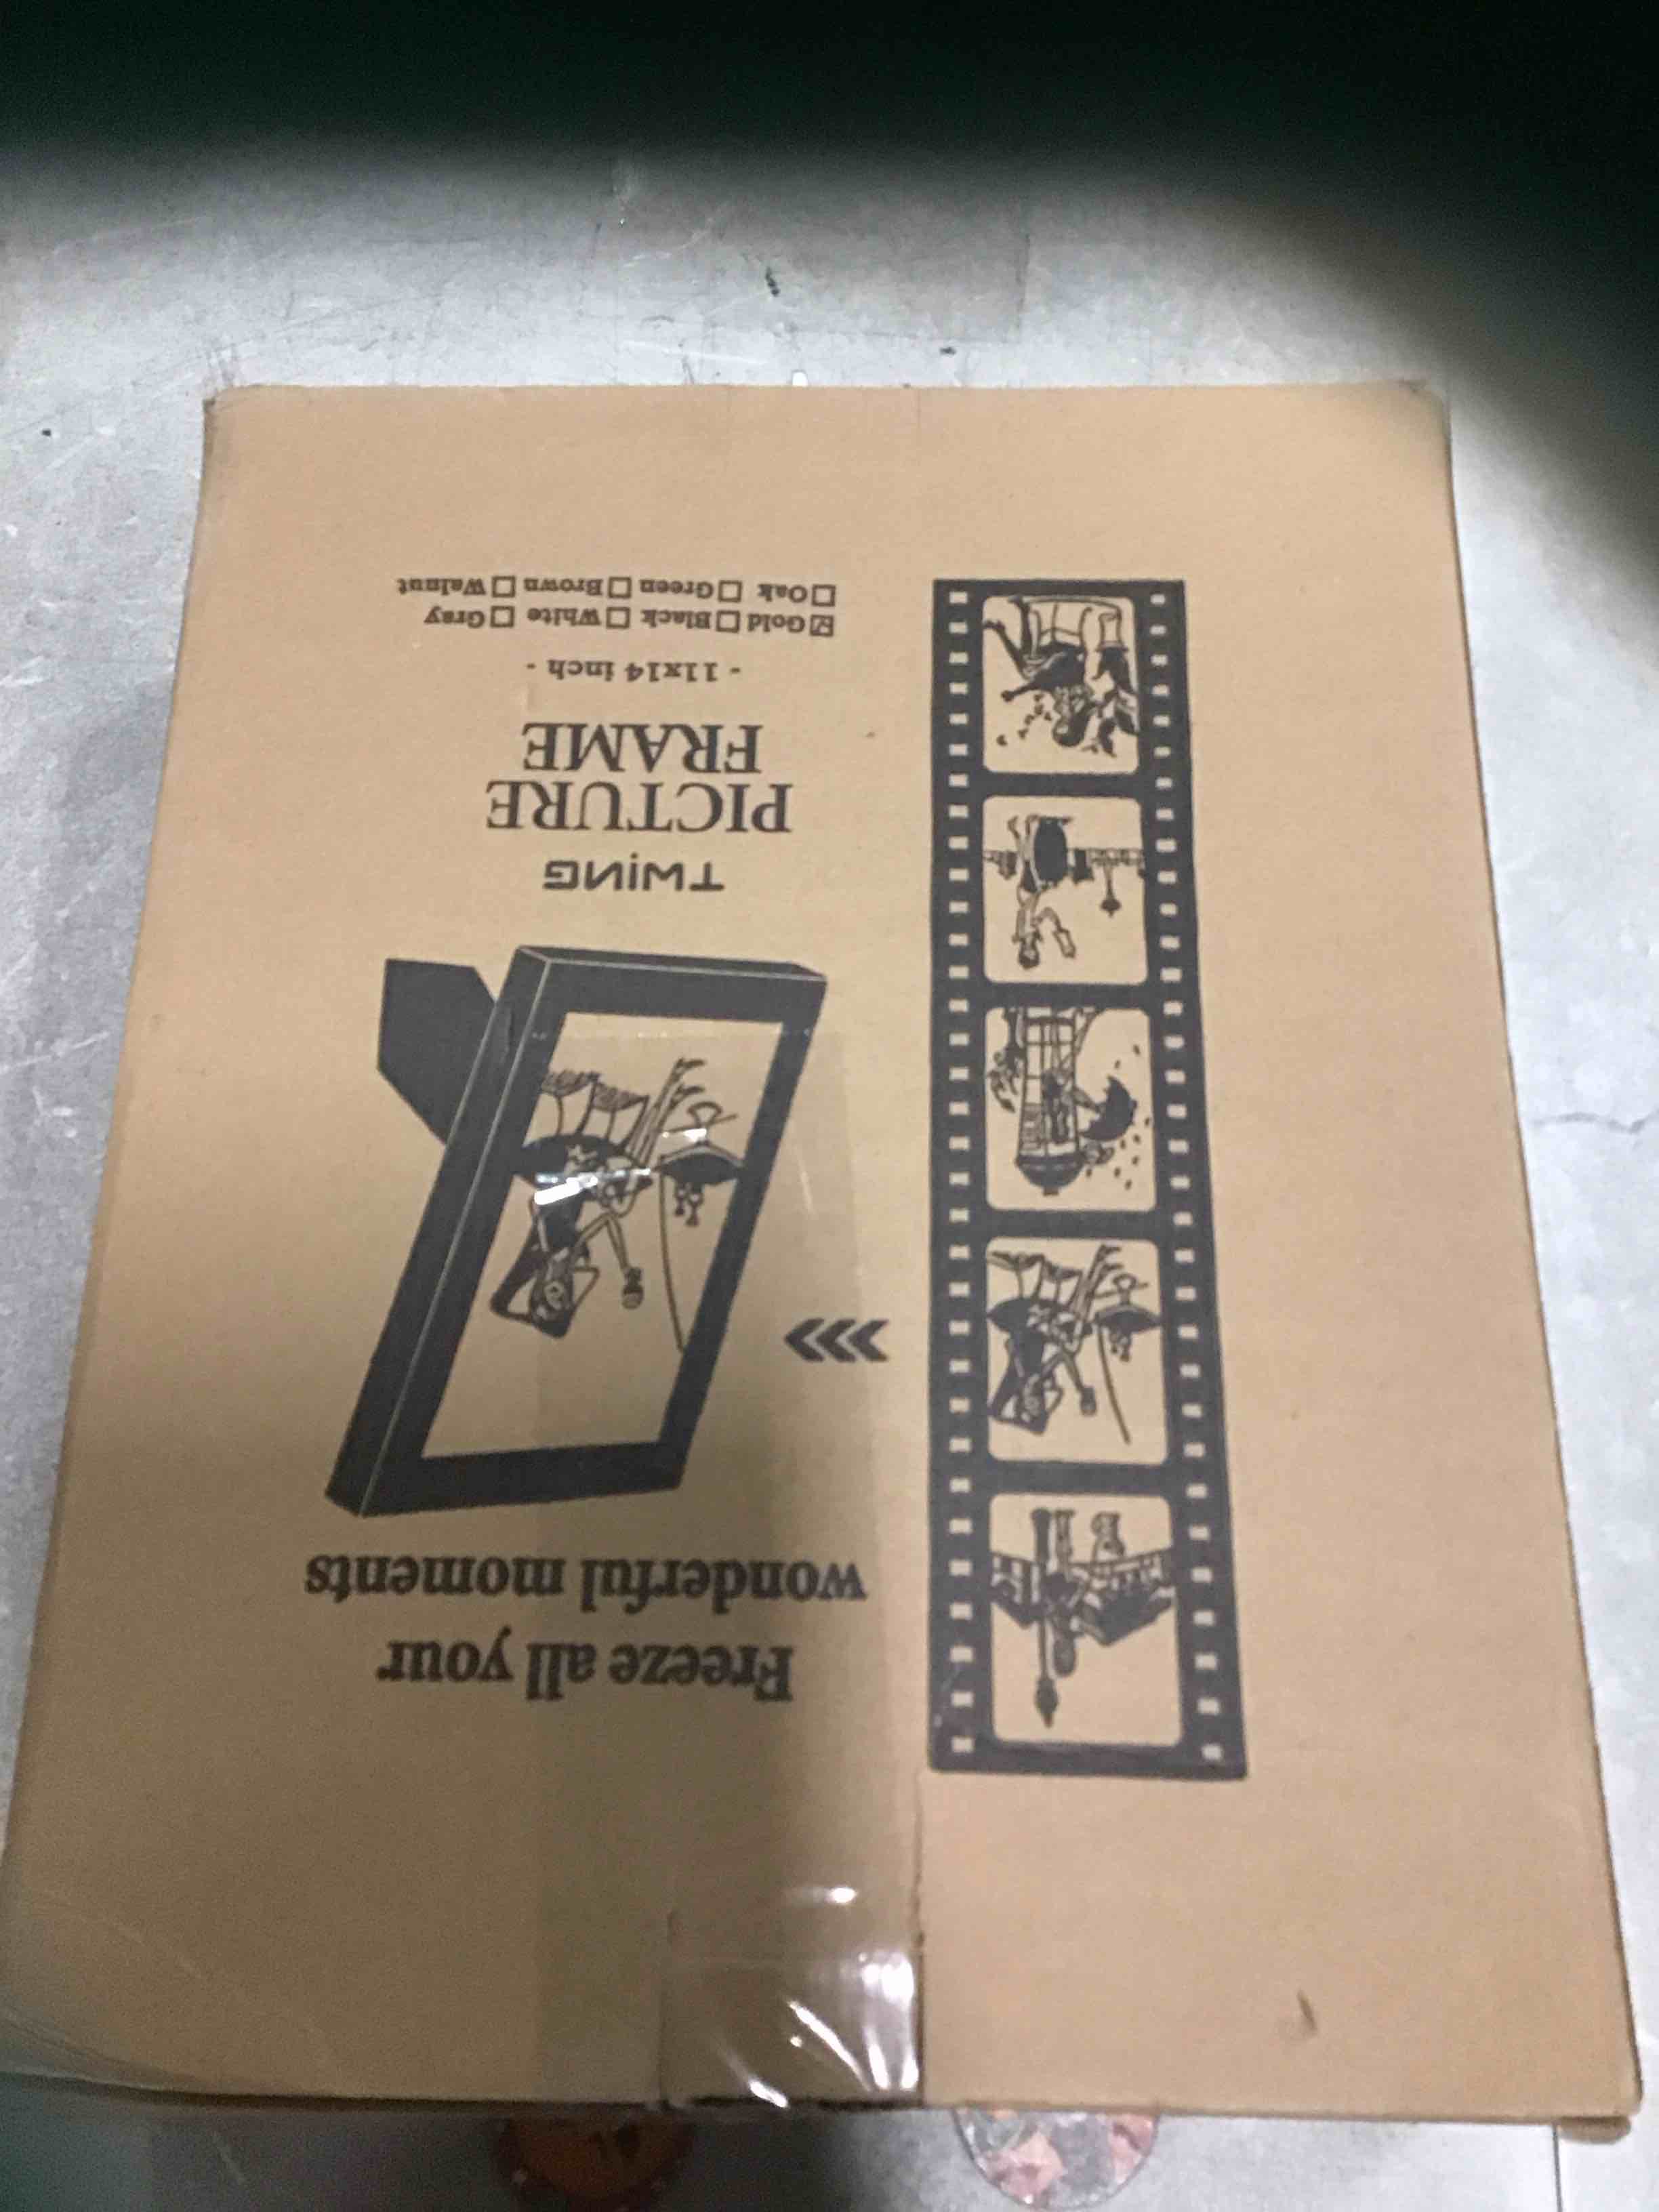 Freeze all your
wonderful moments
TWiNG
PICTURE
FRAME
- 11x14 inch -
☑Gold ☐Black ☐White ☐Gray
☐Oak ☐Green ☐Brown ☐Walnut